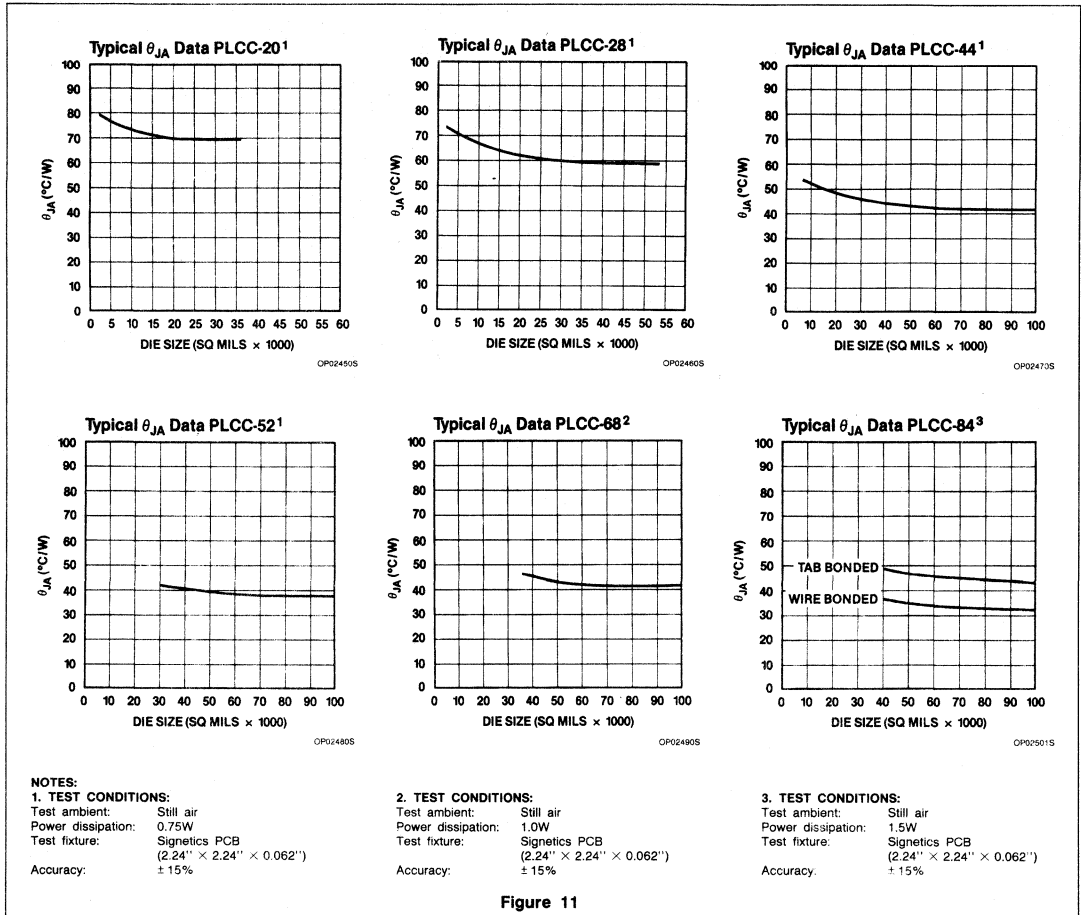 Typical θJA Data PLCC-20¹
100
90
80
70
60
50
40
30
20
10
0
θJA (°C/W)
0 5 10 15 20 25 30 35 40 45 50 55 60
DIE SIZE (SQ MILS × 1000)
OP02450S
Typical θJA Data PLCC-28¹
100
90
80
70
60
50
40
30
20
10
0
θJA (°C/W)
0 5 10 15 20 25 30 35 40 45 50 55 60
DIE SIZE (SQ MILS × 1000)
OP02460S
Typical θJA Data PLCC-44¹
100
90
80
70
60
50
40
30
20
10
0
θJA (°C/W)
0 10 20 30 40 50 60 70 80 90 100
DIE SIZE (SQ MILS × 1000)
OP02470S
Typical θJA Data PLCC-52¹
100
90
80
70
60
50
40
30
20
10
0
θJA (°C/W)
0 10 20 30 40 50 60 70 80 90 100
DIE SIZE (SQ MILS × 1000)
OP02480S
Typical θJA Data PLCC-68²
100
90
80
70
60
50
40
30
20
10
0
θJA (°C/W)
0 10 20 30 40 50 60 70 80 90 100
DIE SIZE (SQ MILS × 1000)
OP02490S
Typical θJA Data PLCC-84³
100
90
80
70
60
50
40
30
20
10
0
θJA (°C/W)
TAB BONDED
WIRE BONDED
0 10 20 30 40 50 60 70 80 90 100
DIE SIZE (SQ MILS × 1000)
OP02501S
NOTES:
1. TEST CONDITIONS:
Test ambient: Still air
Power dissipation: 0.75W
Test fixture: Signetics PCB
(2.24'' × 2.24'' × 0.062'')
Accuracy: ± 15%
2. TEST CONDITIONS:
Test ambient: Still air
Power dissipation: 1.0W
Test fixture: Signetics PCB
(2.24'' × 2.24'' × 0.062'')
Accuracy: ± 15%
3. TEST CONDITIONS:
Test ambient: Still air
Power dissipation: 1.5W
Test fixture: Signetics PCB
(2.24'' × 2.24'' × 0.062'')
Accuracy: ± 15%
Figure 11